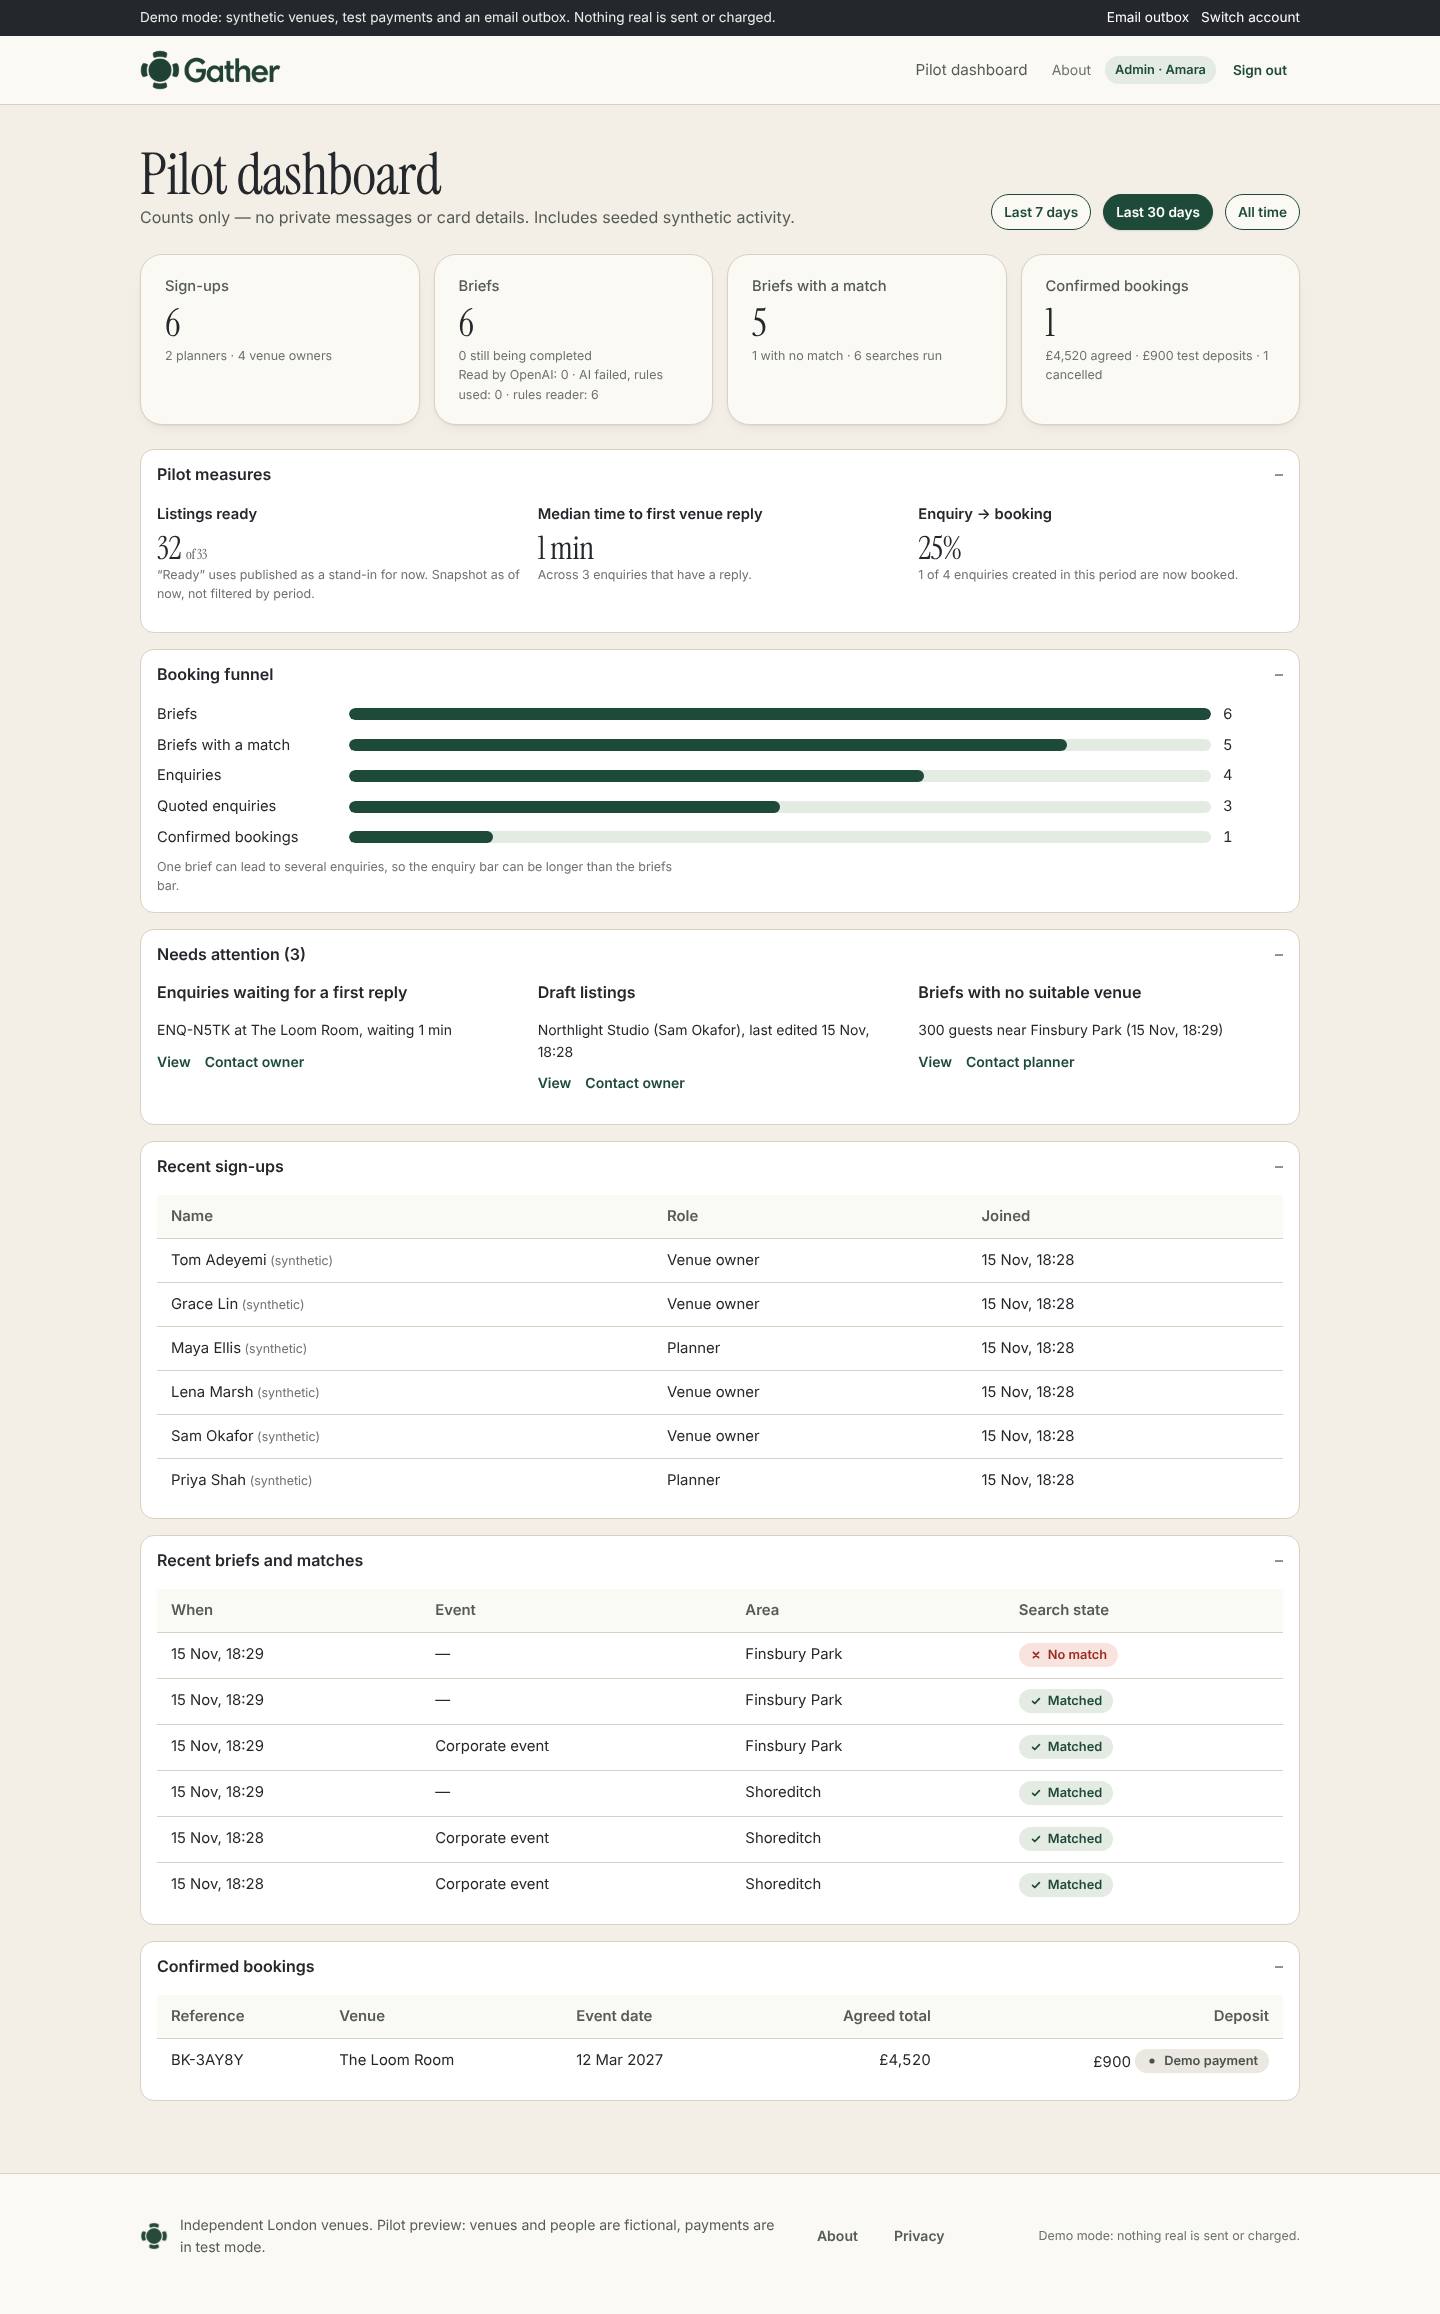 Demo mode: synthetic venues, test payments and an email outbox. Nothing real is sent or charged.
Email outbox Switch account
Gather
Pilot dashboard About Admin · Amara Sign out
Pilot dashboard
Counts only — no private messages or card details. Includes seeded synthetic activity.
Last 7 days Last 30 days All time
Sign-ups
6
2 planners · 4 venue owners
Briefs
6
0 still being completed
Read by OpenAI: 0 · AI failed, rules
used: 0 · rules reader: 6
Briefs with a match
5
1 with no match · 6 searches run
Confirmed bookings
1
£4,520 agreed · £900 test deposits · 1
cancelled
Pilot measures –
Listings ready
32 of 33
“Ready” uses published as a stand-in for now. Snapshot as of
now, not filtered by period.
Median time to first venue reply
1 min
Across 3 enquiries that have a reply.
Enquiry → booking
25%
1 of 4 enquiries created in this period are now booked.
Booking funnel –
Briefs 6
Briefs with a match 5
Enquiries 4
Quoted enquiries 3
Confirmed bookings 1
One brief can lead to several enquiries, so the enquiry bar can be longer than the briefs
bar.
Needs attention (3) –
Enquiries waiting for a first reply
ENQ-N5TK at The Loom Room, waiting 1 min
View Contact owner
Draft listings
Northlight Studio (Sam Okafor), last edited 15 Nov,
18:28
View Contact owner
Briefs with no suitable venue
300 guests near Finsbury Park (15 Nov, 18:29)
View Contact planner
Recent sign-ups –
Name Role Joined
Tom Adeyemi (synthetic) Venue owner 15 Nov, 18:28
Grace Lin (synthetic) Venue owner 15 Nov, 18:28
Maya Ellis (synthetic) Planner 15 Nov, 18:28
Lena Marsh (synthetic) Venue owner 15 Nov, 18:28
Sam Okafor (synthetic) Venue owner 15 Nov, 18:28
Priya Shah (synthetic) Planner 15 Nov, 18:28
Recent briefs and matches –
When Event Area Search state
15 Nov, 18:29 — Finsbury Park × No match
15 Nov, 18:29 — Finsbury Park ✓ Matched
15 Nov, 18:29 Corporate event Finsbury Park ✓ Matched
15 Nov, 18:29 — Shoreditch ✓ Matched
15 Nov, 18:28 Corporate event Shoreditch ✓ Matched
15 Nov, 18:28 Corporate event Shoreditch ✓ Matched
Confirmed bookings –
Reference Venue Event date Agreed total Deposit
BK-3AY8Y The Loom Room 12 Mar 2027 £4,520 £900 • Demo payment
Independent London venues. Pilot preview: venues and people are fictional, payments are
in test mode.
About Privacy
Demo mode: nothing real is sent or charged.